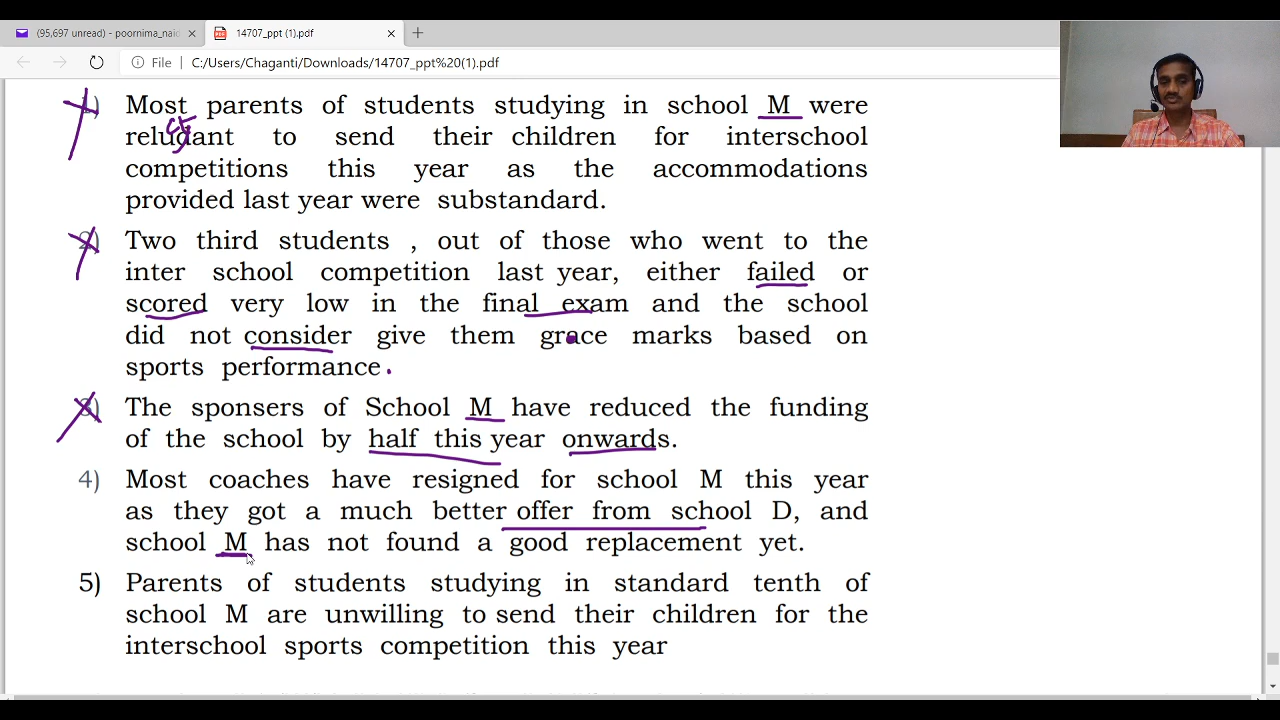 (95,697 unread) - poornima_naid
14707_ppt (1).pdf
File | C:/Users/Chaganti/Downloads/14707_ppt%20(1).pdf
Most parents of students studying in school M were
reludant to send their children for interschool
ct
competitions this year as the accommodations
provided last year were substandard.
2) Two third students , out of those who went to the
inter school competition last year, either failed or
scored very low in the final exam and the school
did not consider give them grace marks based on
sports performance.
3) The sponsers of School M have reduced the funding
of the school by half this year onwards.
4) Most coaches have resigned for school M this year
as they got a much better offer from school D, and
school M has not found a good replacement yet.
5) Parents of students studying in standard tenth of
school M are unwilling to send their children for the
interschool sports competition this year